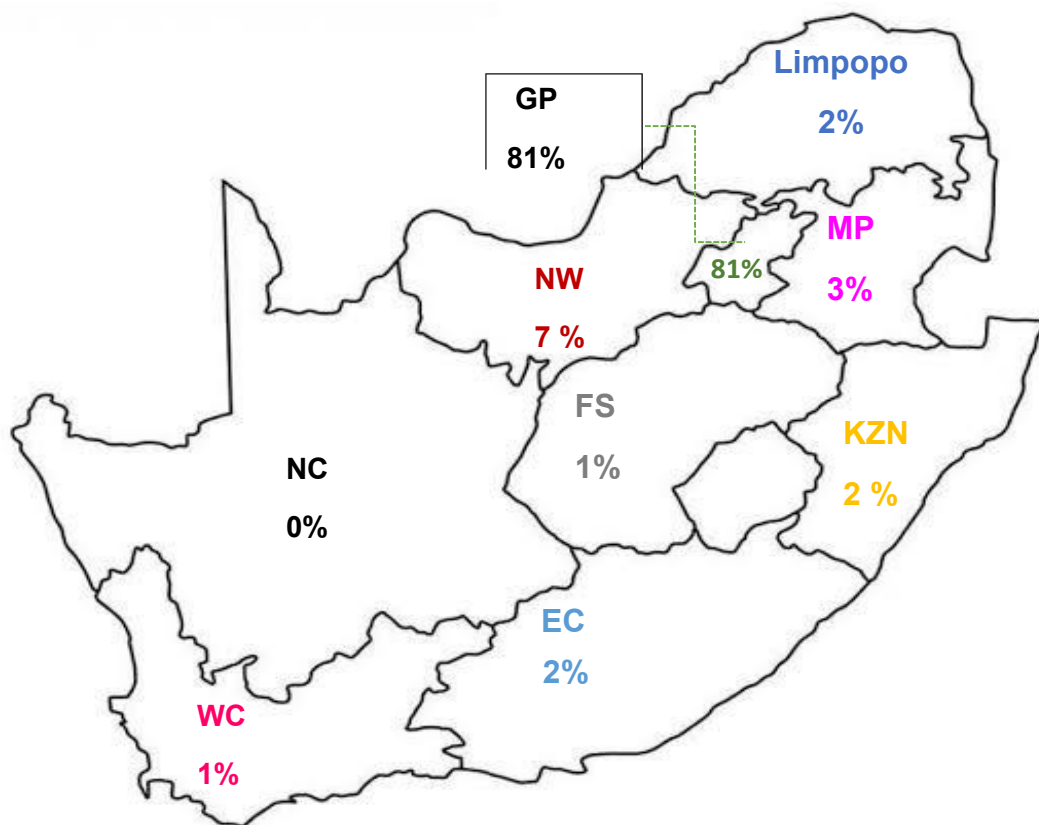 Limpopo
2%
GP
81%
MP
3%
81%
NW
7 %
FS
1%
KZN
2 %
NC
0%
EC
2%
WC
1%